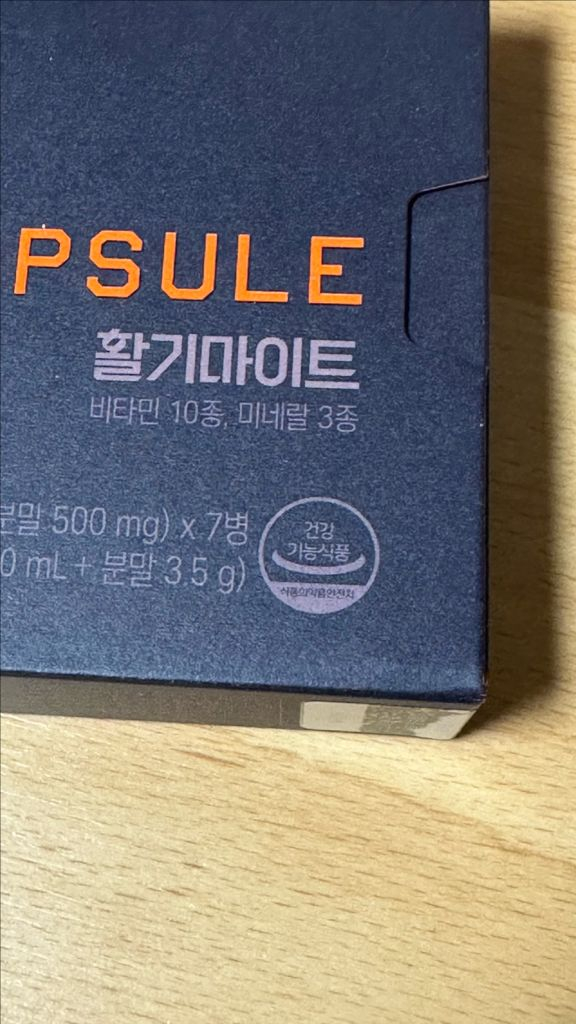 PSULE
활기마이트
비타민 10종, 미네랄 3종
분말 500 mg) x 7병
0 mL + 분말 3.5 g)
건강
기능식품
식품의약품안전처